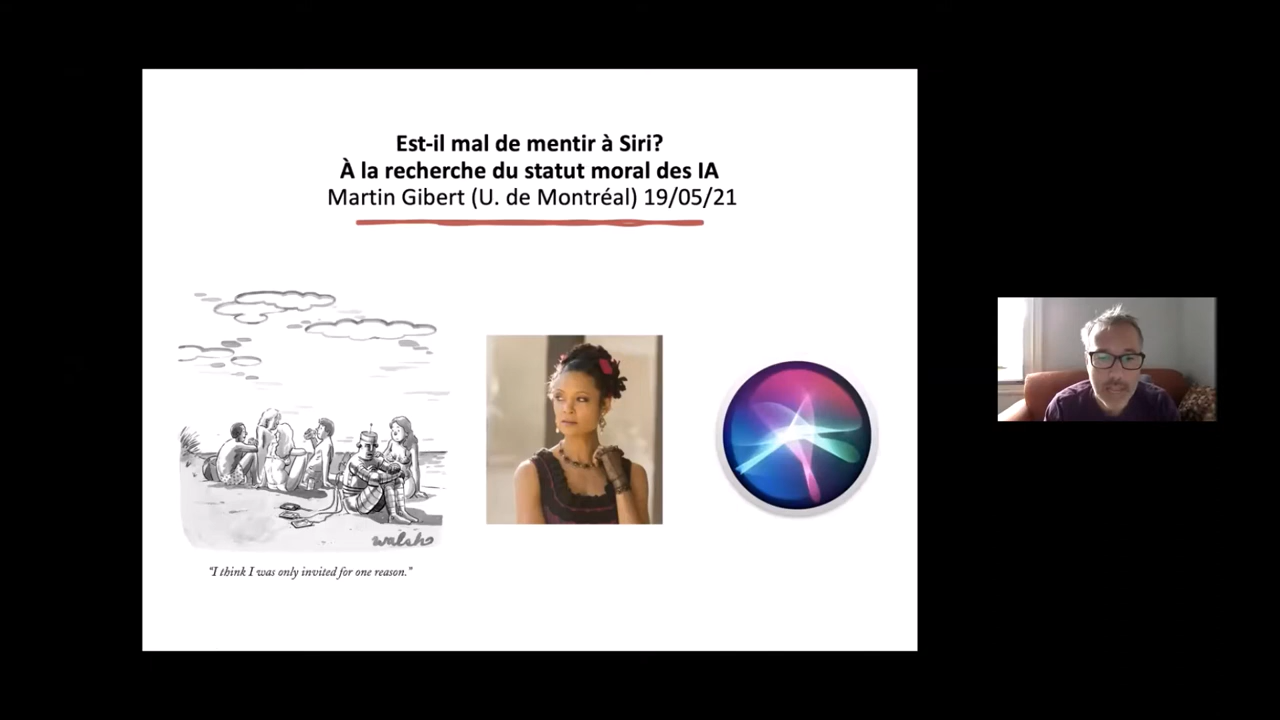 Est-il mal de mentir à Siri?
À la recherche du statut moral des IA
Martin Gibert (U. de Montréal) 19/05/21
walsh
"I think I was only invited for one reason."